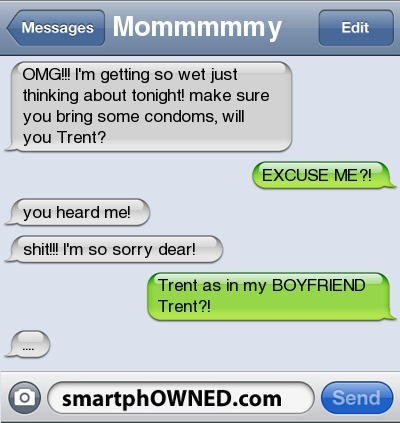 Messages
Mommmmmy
Edit
OMG!!! I'm getting so wet just
thinking about tonight! make sure
you bring some condoms, will
you Trent?
EXCUSE ME?!
you heard me!
shit!!! I'm so sorry dear!
Trent as in my BOYFRIEND
Trent?!
....
smartphOWNED.com
Send